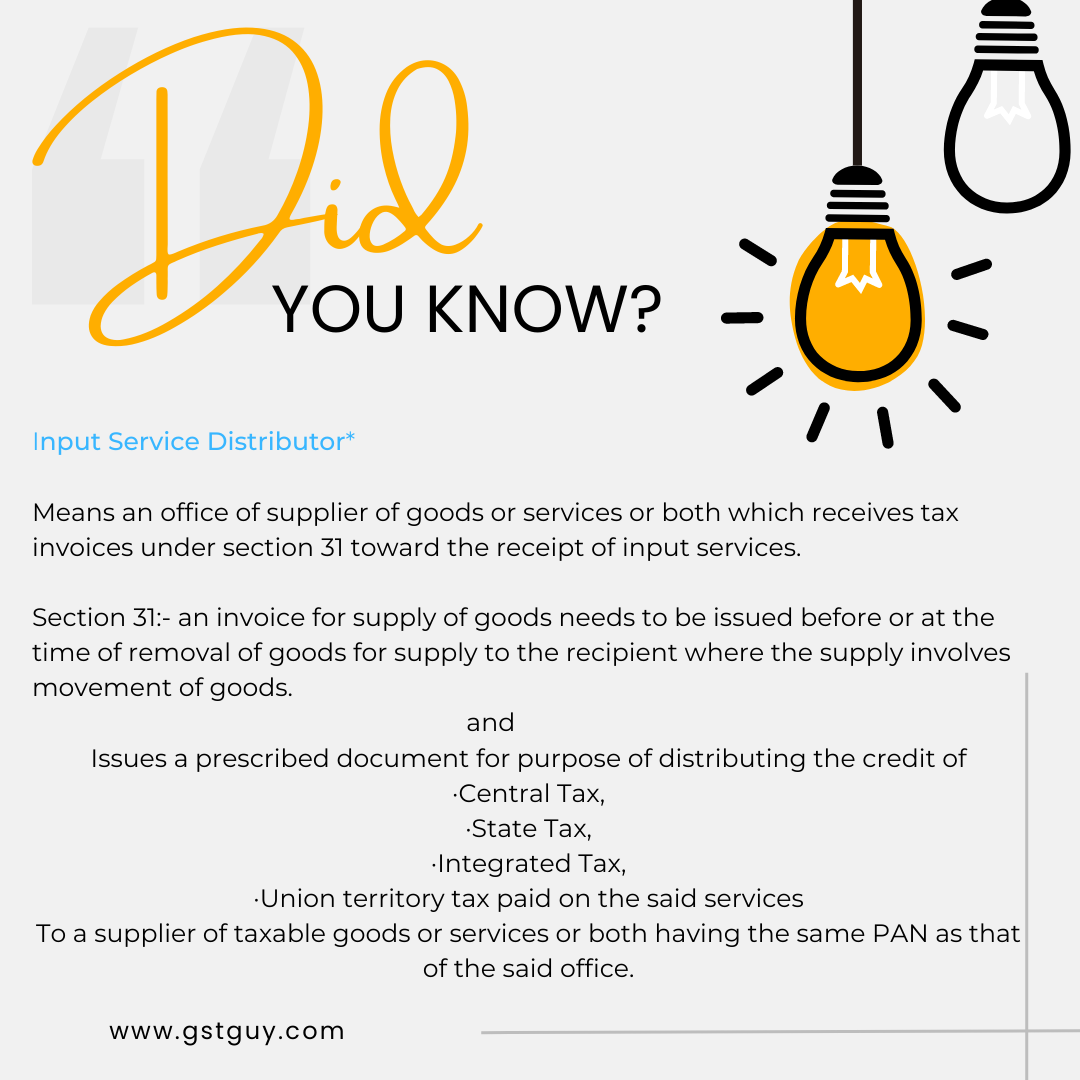 Did
YOU KNOW?
Input Service Distributor*
Means an office of supplier of goods or services or both which receives tax
invoices under section 31 toward the receipt of input services.
Section 31:- an invoice for supply of goods needs to be issued before or at the
time of removal of goods for supply to the recipient where the supply involves
movement of goods.
and
Issues a prescribed document for purpose of distributing the credit of
·Central Tax,
·State Tax,
·Integrated Tax,
·Union territory tax paid on the said services
To a supplier of taxable goods or services or both having the same PAN as that
of the said office.
www.gstguy.com